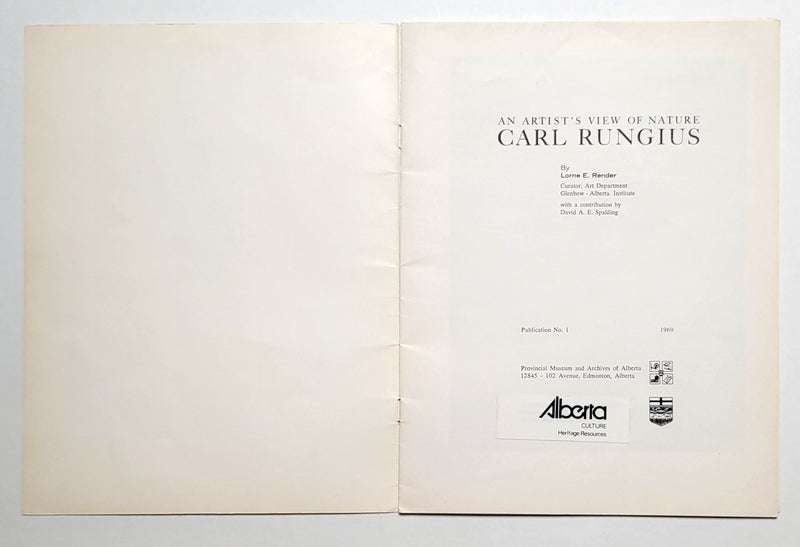 AN ARTIST'S VIEW OF NATURE
CARL RUNGIUS
By
Lorne E. Render
Curator, Art Department
Glenbow - Alberta Institute
with a contribution by
David A. E. Spalding
Publication No. 1 1969
Provincial Museum and Archives of Alberta
12845 - 102 Avenue, Edmonton, Alberta
Alberta
CULTURE
Heritage Resources